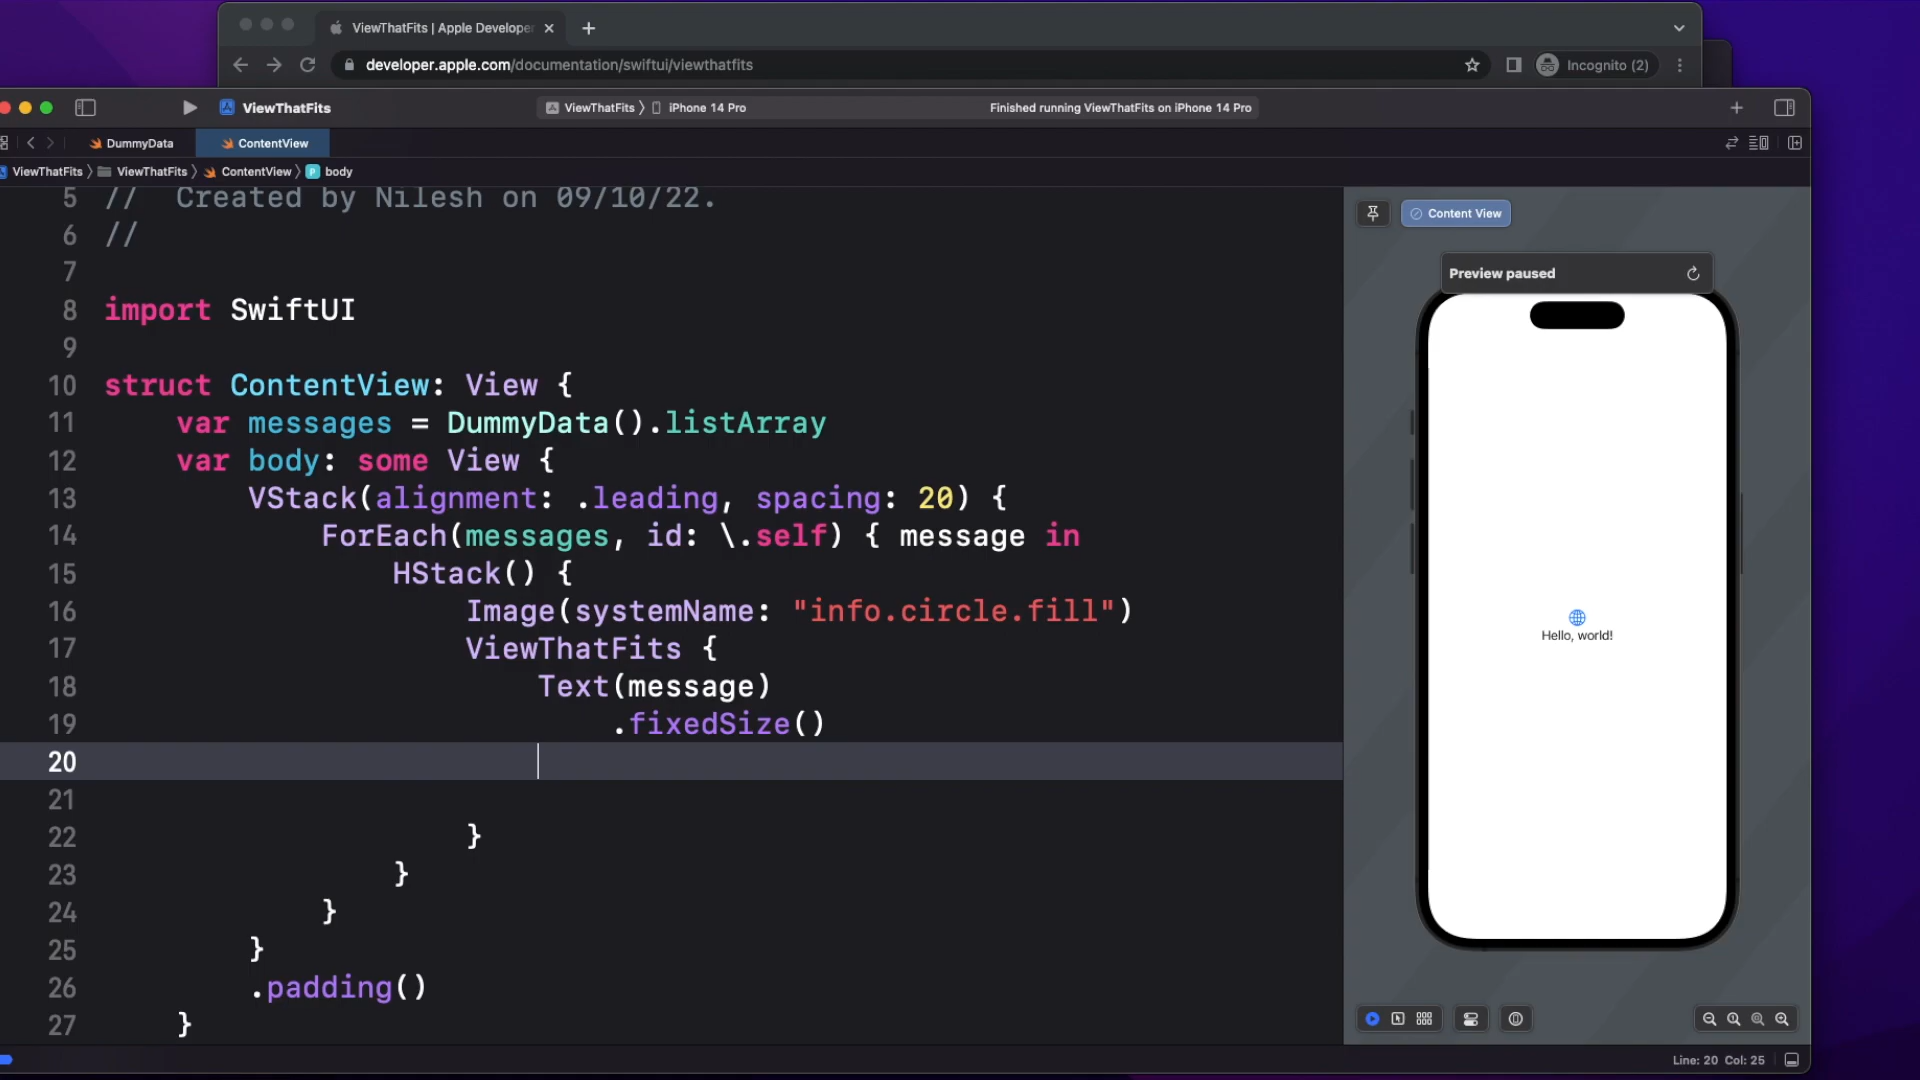 ViewThatFits | Apple Develope
developer.apple.com/documentation/swiftui/viewthatfits
Incognito (2)
ViewThatFits
ViewThatFits
iPhone 14 Pro
Finished running ViewThatFits on iPhone 14 Pro
DummyData
ContentView
ViewThatFits
ViewThatFits
ContentView
P
body
5 //  Created by Nilesh on 09/10/22.
6 //
7
8 import SwiftUI
9
10 struct ContentView: View {
11     var messages = DummyData().listArray
12     var body: some View {
13         VStack(alignment: .leading, spacing: 20) {
14             ForEach(messages, id: \.self) { message in
15                 HStack() {
16                     Image(systemName: "info.circle.fill")
17                     ViewThatFits {
18                         Text(message)
19                             .fixedSize()
20
21
22                     }
23                 }
24             }
25         }
26         .padding()
27     }
Content View
Preview paused
Hello, world!
Line: 20 Col: 25